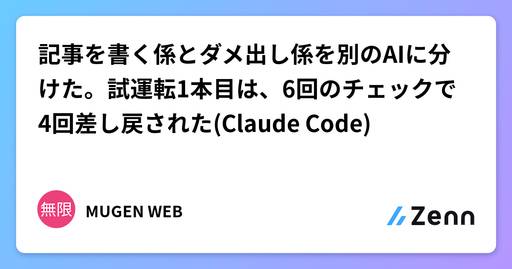 記事を書く係とダメ出し係を別のAIに分
けた。試運転1本目は、6回のチェックで
4回差し戻された(Claude Code)
無限
MUGEN WEB
Zenn